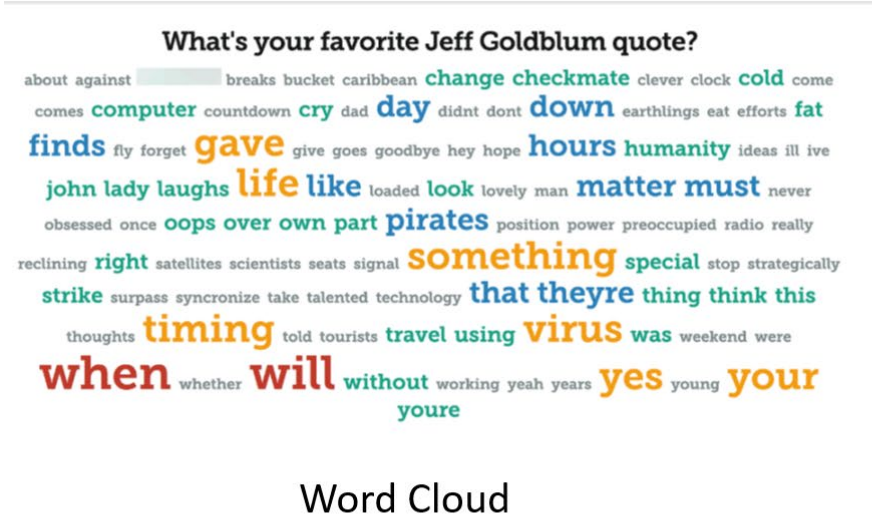 What's your favorite Jeff Goldblum quote?
about against breaks bucket caribbean change checkmate clever clock cold come
comes computer countdown cry dad day didnt dont down earthlings eat efforts fat
finds fly forget gave give goes goodbye hey hope hours humanity ideas ill ive
john lady laughs life like loaded look lovely man matter must never
obsessed once oops over own part pirates position power preoccupied radio really
reclining right satellites scientists seats signal something special stop strategically
strike surpass syncronize take talented technology that theyre thing think this
thoughts timing told tourists travel using virus was weekend were
when whether will without working yeah years yes young your
youre
Word Cloud